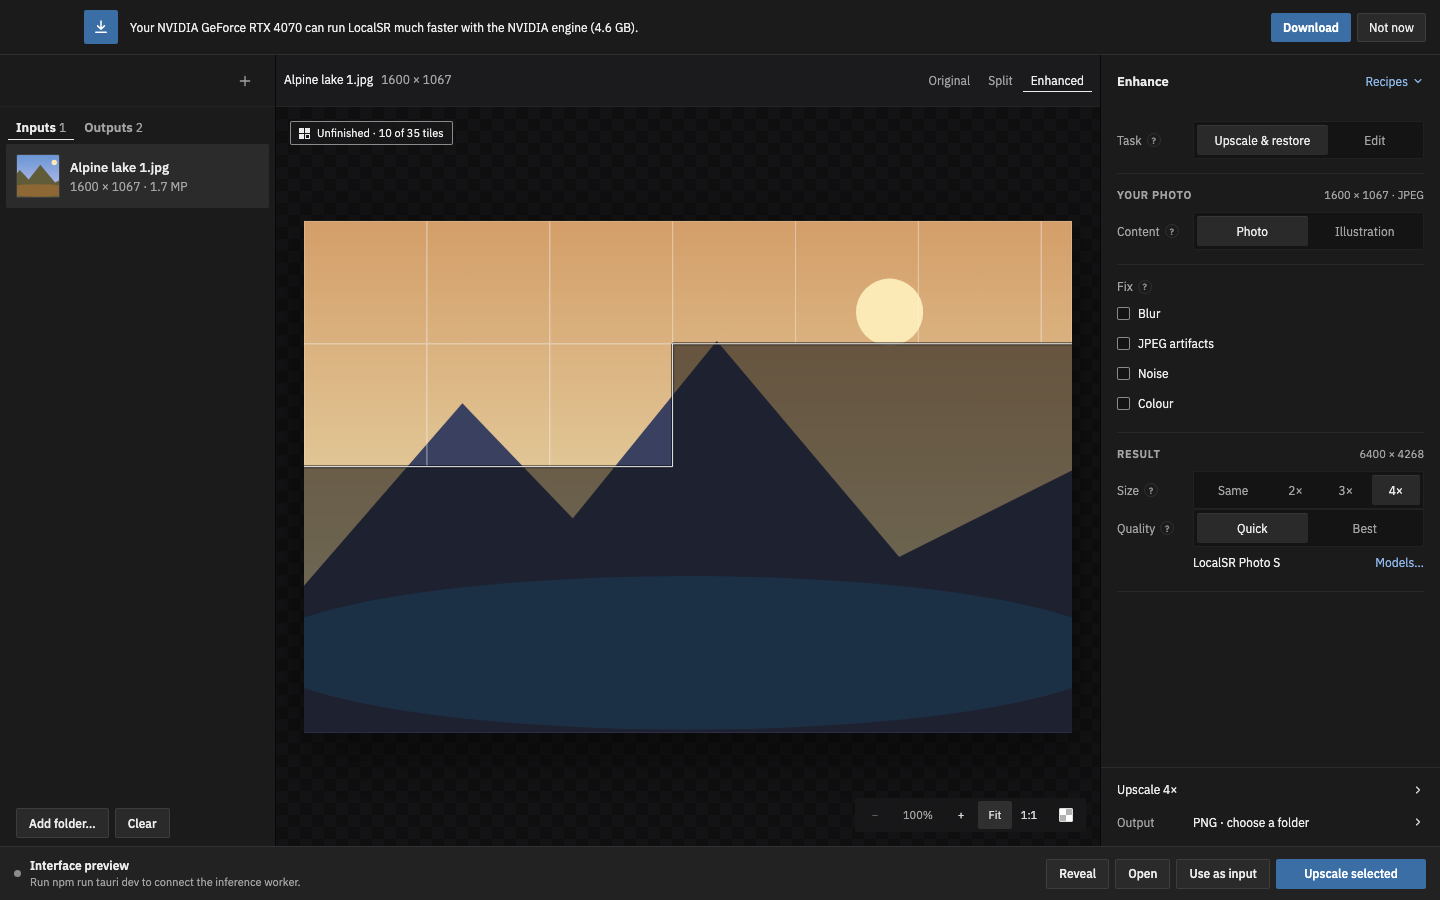 Your NVIDIA GeForce RTX 4070 can run LocalSR much faster with the NVIDIA engine (4.6 GB).
Download
Not now
Alpine lake 1.jpg 1600 × 1067
Original
Split
Enhanced
Enhance
Recipes
Inputs 1
Outputs 2
Alpine lake 1.jpg
1600 × 1067 · 1.7 MP
Unfinished · 10 of 35 tiles
Task ?
Upscale & restore
Edit
YOUR PHOTO
1600 × 1067 · JPEG
Content ?
Photo
Illustration
Fix ?
Blur
JPEG artifacts
Noise
Colour
RESULT
6400 × 4268
Size ?
Same
2×
3×
4×
Quality ?
Quick
Best
LocalSR Photo S
Models...
Upscale 4×
Output
PNG · choose a folder
Add folder...
Clear
− 100% +
Fit
1:1
Interface preview
Run npm run tauri dev to connect the inference worker.
Reveal
Open
Use as input
Upscale selected